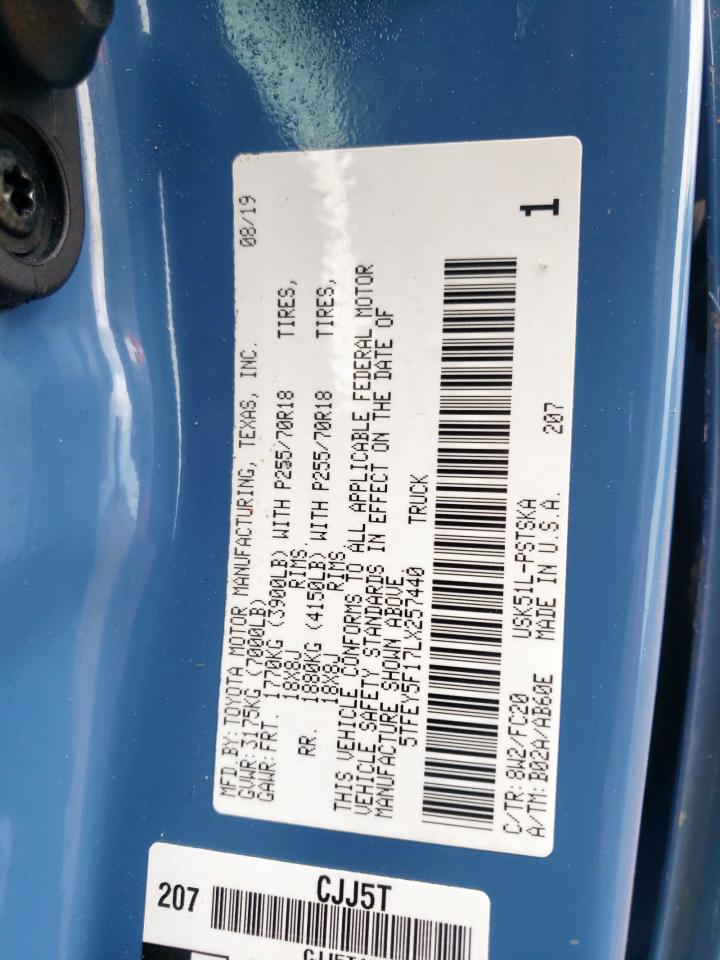 MFD.BY:TOYOTA MOTOR MANUFACTURING, TEXAS, INC. 08/19
GVWR:3175KG(7000LB)
GAWR:FRT. 1770KG (3900LB) WITH P255/70R18 TIRES,
18X8J RIMS,
RR. 1880KG (4150LB) WITH P255/70R18 TIRES,
18X8J RIMS,
THIS VEHICLE CONFORMS TO ALL APPLICABLE FEDERAL MOTOR
VEHICLE SAFETY STANDARDS IN EFFECT ON THE DATE OF
MANUFACTURE SHOWN ABOVE.
5TFEY5F17LX257440 TRUCK
1
C/TR:8W2/FC20 USK51L-PSTSKA 207
A/TM:B02A/AB60E MADE IN U.S.A.
207 CJJ5T